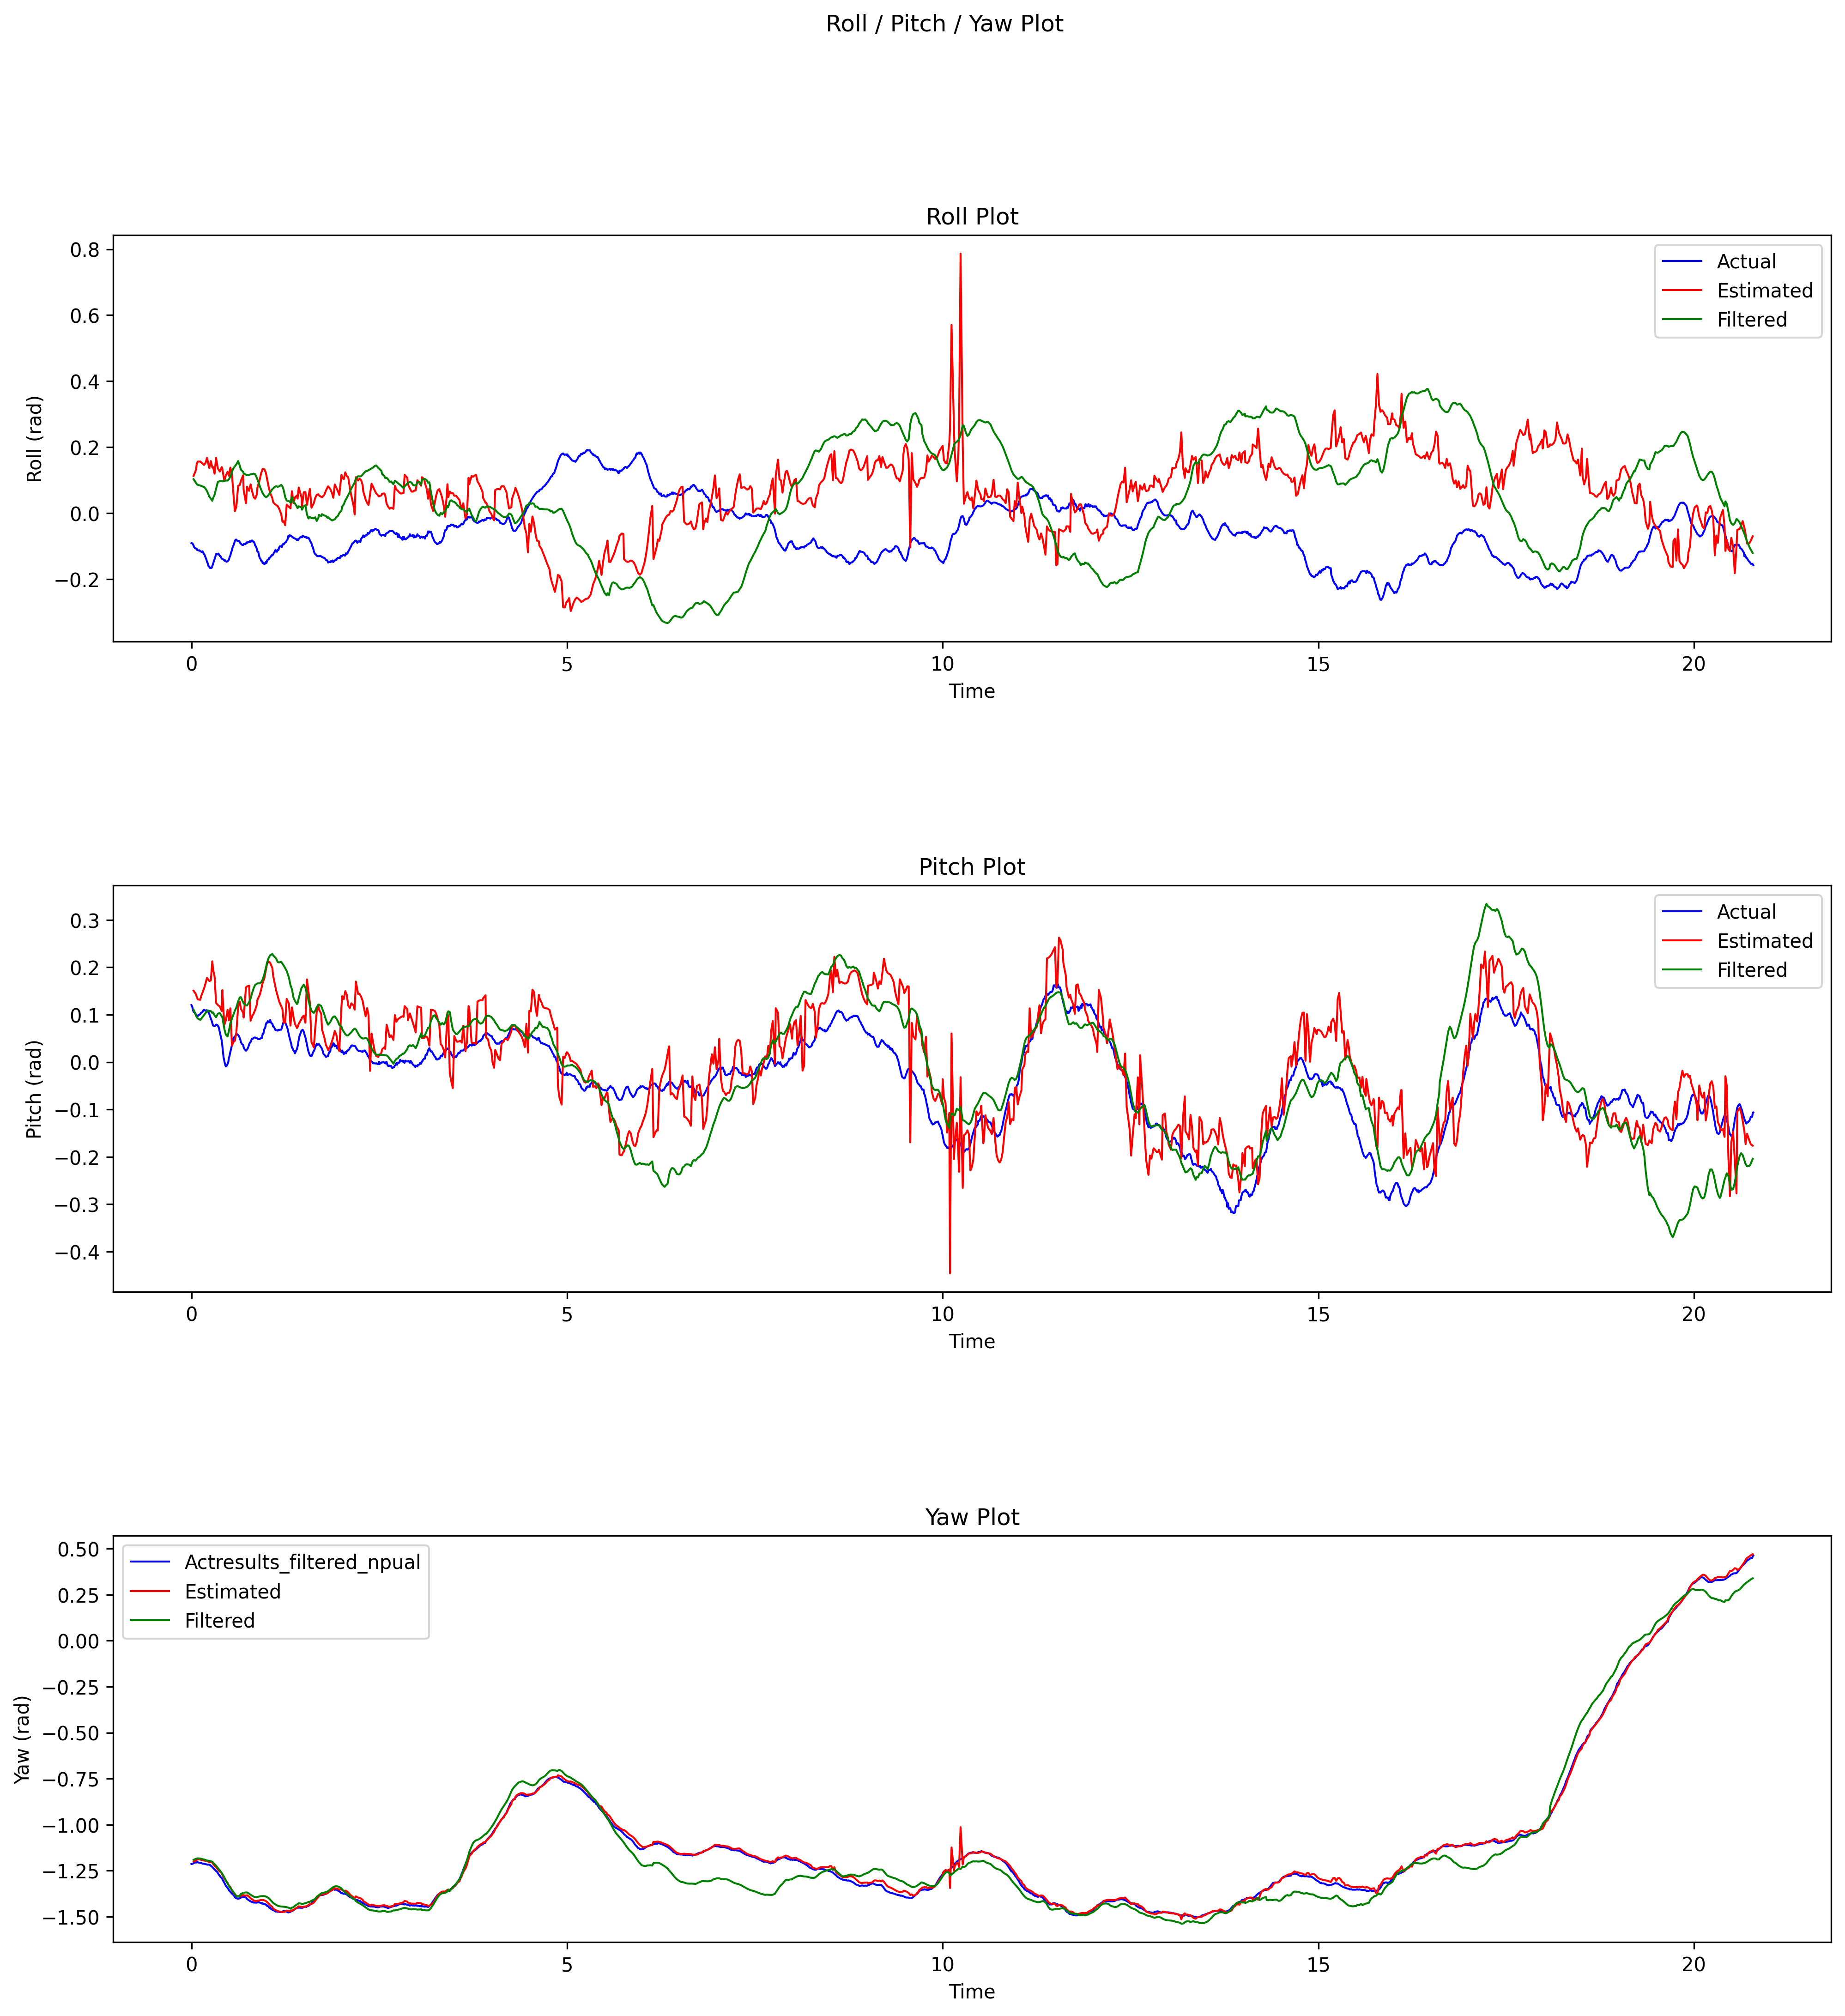 Roll / Pitch / Yaw Plot
Roll Plot
Roll (rad)
0.8
0.6
0.4
0.2
0.0
−0.2
Actual
Estimated
Filtered
0 5 10 15 20
Time
Pitch Plot
Pitch (rad)
0.3
0.2
0.1
0.0
−0.1
−0.2
−0.3
−0.4
Actual
Estimated
Filtered
0 5 10 15 20
Time
Yaw Plot
Yaw (rad)
0.50
0.25
0.00
−0.25
−0.50
−0.75
−1.00
−1.25
−1.50
Actresults_filtered_npual
Estimated
Filtered
0 5 10 15 20
Time